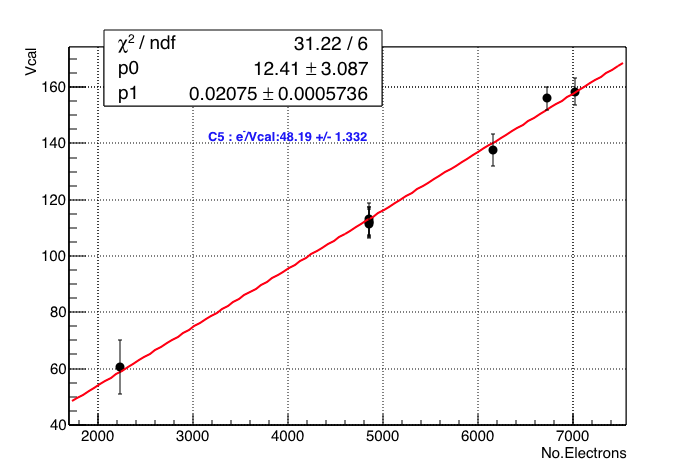 χ² / ndf 31.22 / 6
p0 12.41 ± 3.087
p1 0.02075 ± 0.0005736
Vcal
C5 : e⁻/Vcal:48.19 +/- 1.332
160
140
120
100
80
60
40
2000 3000 4000 5000 6000 7000
No.Electrons